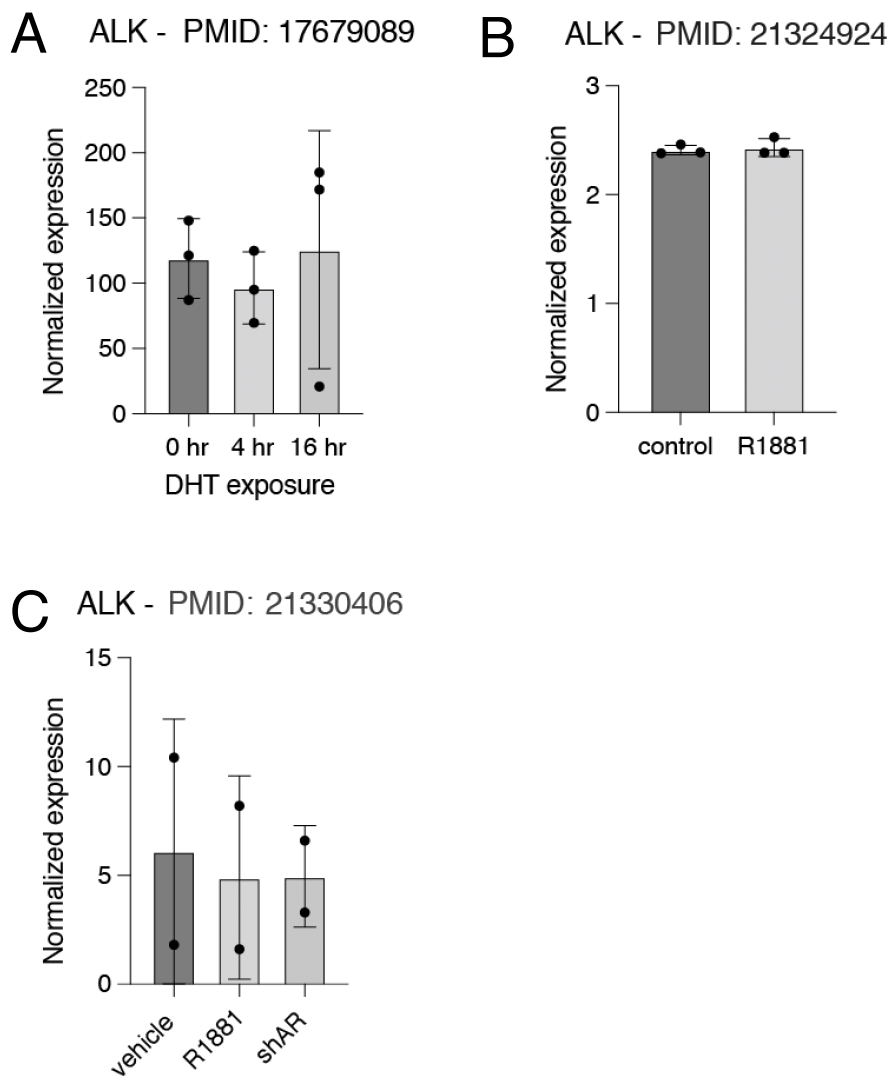 A ALK - PMID: 17679089
250
200
150
100
50
0
Normalized expression
0 hr 4 hr 16 hr
DHT exposure
B ALK - PMID: 21324924
3
2
1
0
Normalized expression
control R1881
C ALK - PMID: 21330406
15
10
5
0
Normalized expression
vehicle R1881 shAR